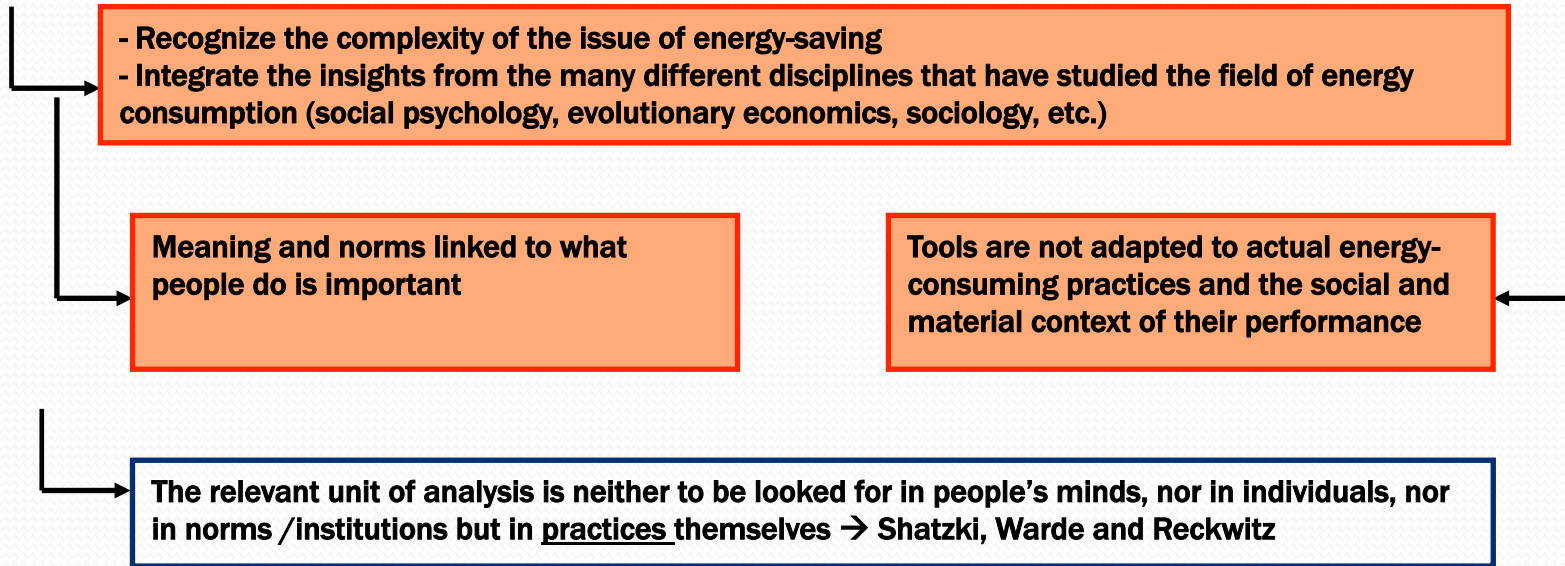 - Recognize the complexity of the issue of energy-saving
- Integrate the insights from the many different disciplines that have studied the field of energy
consumption (social psychology, evolutionary economics, sociology, etc.)
Meaning and norms linked to what
people do is important
Tools are not adapted to actual energy-
consuming practices and the social and
material context of their performance
The relevant unit of analysis is neither to be looked for in people’s minds, nor in individuals, nor
in norms /institutions but in practices themselves → Shatzki, Warde and Reckwitz